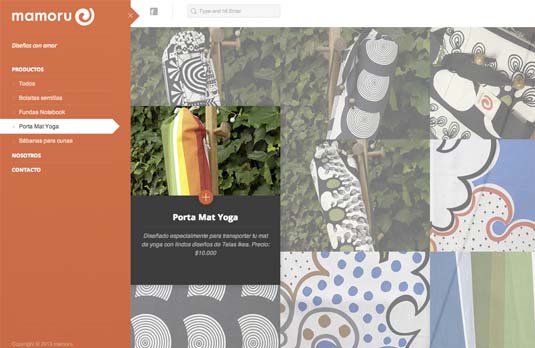 mamoru
Diseños con amor
PRODUCTOS
Todos
Bolsitas semillas
Fundas Notebook
Porta Mat Yoga
Sábanas para cunas
NOSOTROS
CONTACTO
Copyright © 2013 mamoru
Type and hit Enter
Porta Mat Yoga
Diseñado especialmente para transportar tu mat
de yoga son lindos diseños de Telas Ikea. Precio:
$10.000